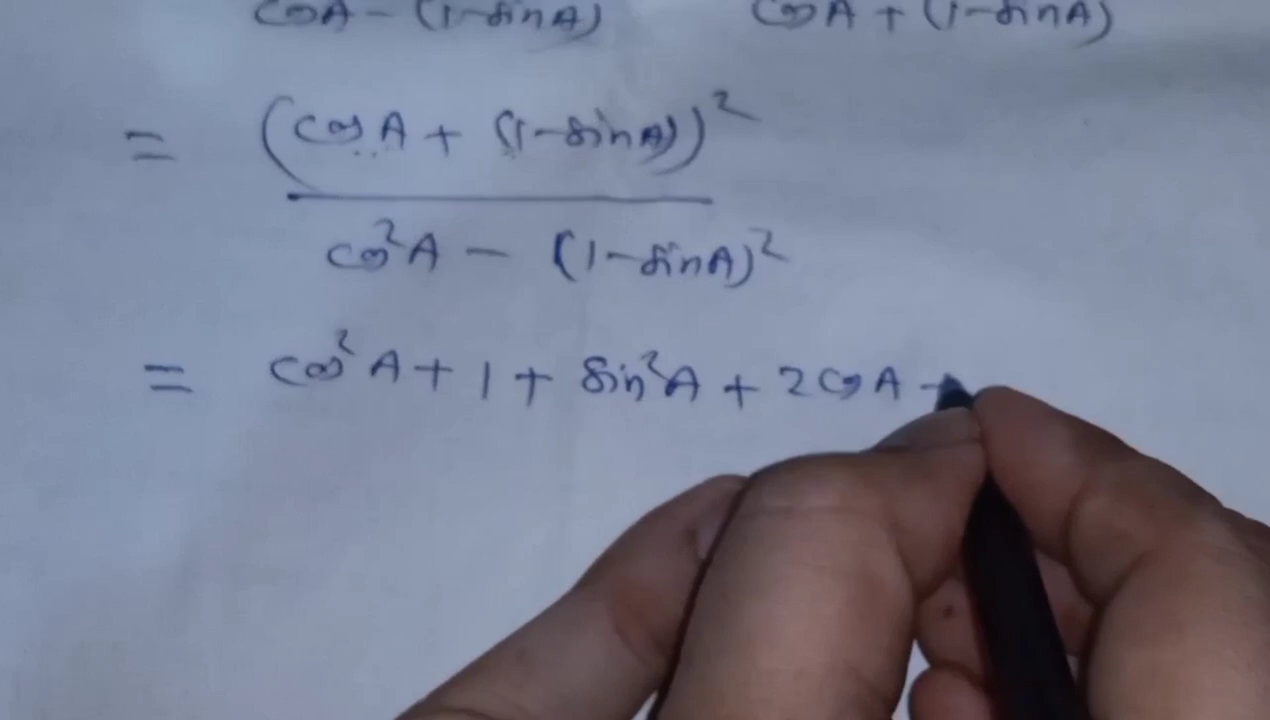 cosA - (1-sinA) cosA + (1-sinA)
= (cosA + (1-sinA))²
cos²A - (1-sinA)²
= cos²A + 1 + sin²A + 2cosA -